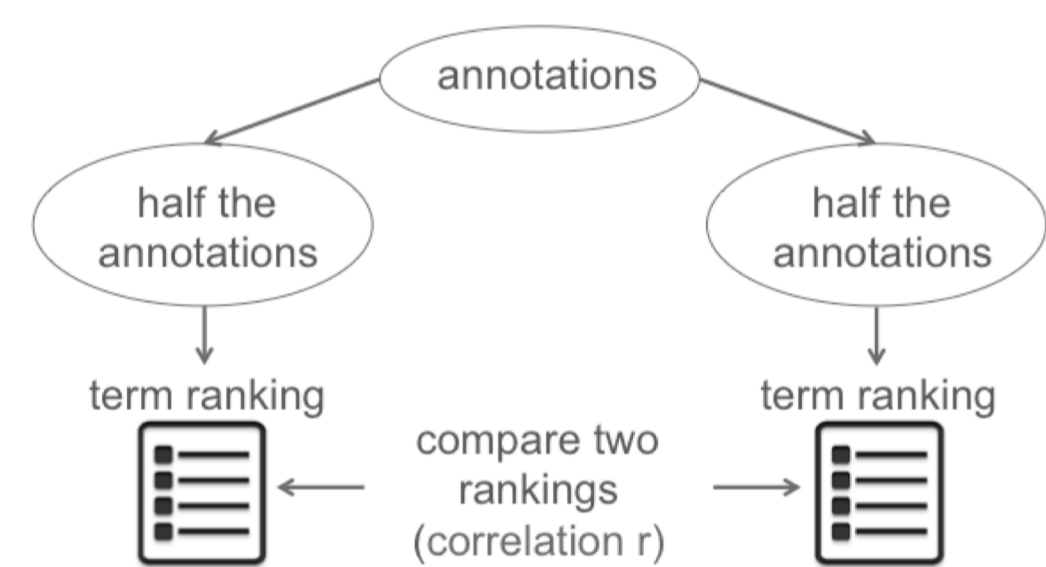 annotations
half the
annotations
half the
annotations
term ranking
term ranking
compare two
rankings
(correlation r)